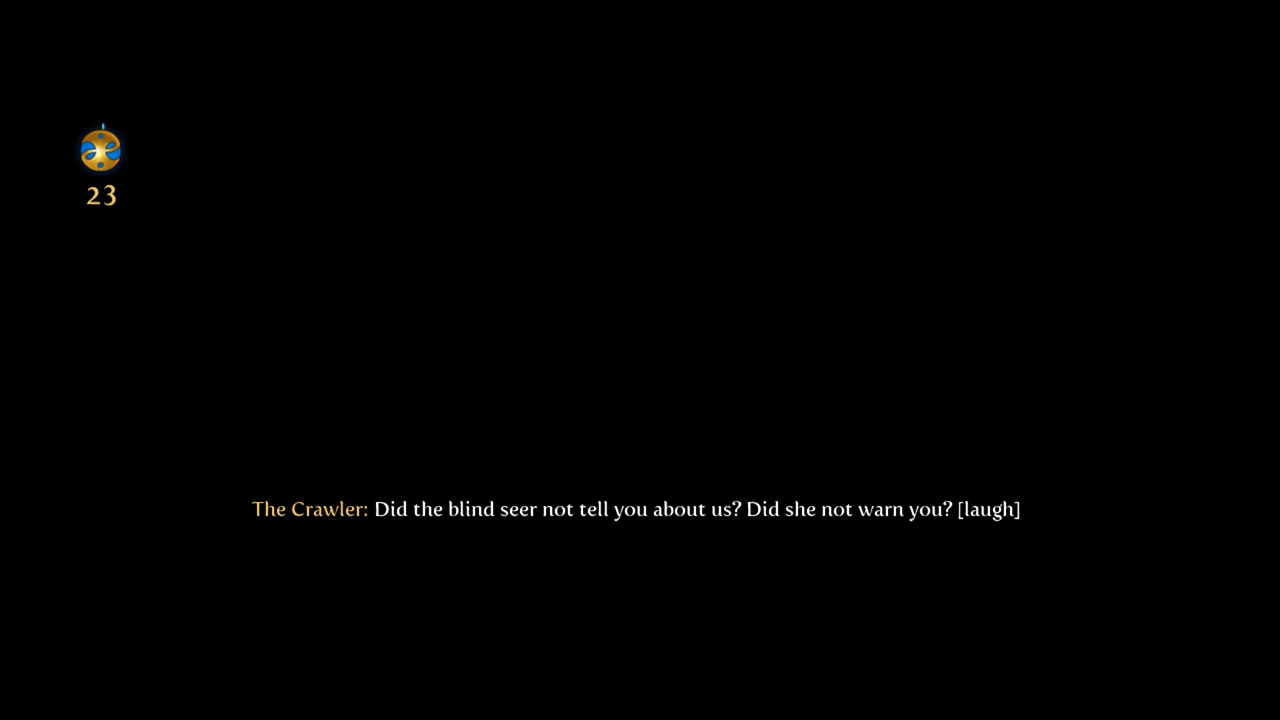 23
The Crawler: Did the blind seer not tell you about us? Did she not warn you? [laugh]